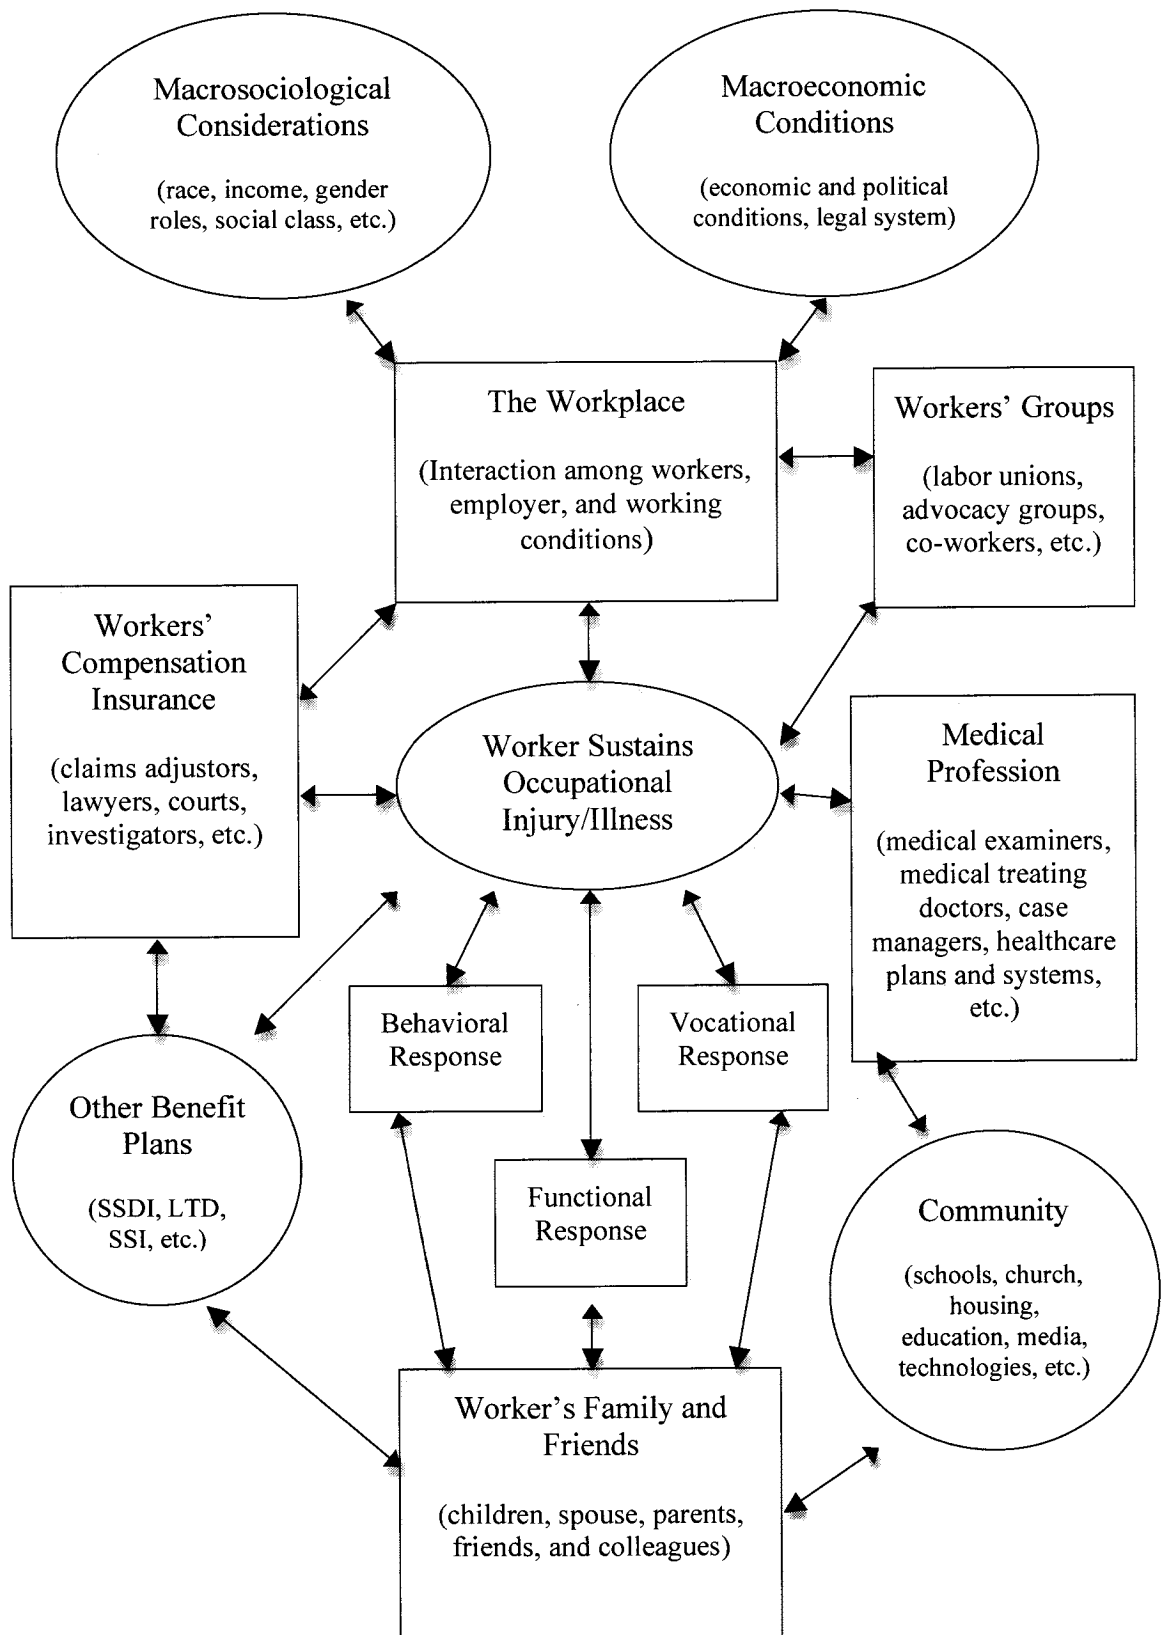 Macrosociological
Considerations
(race, income, gender
roles, social class, etc.)
Macroeconomic
Conditions
(economic and political
conditions, legal system)
The Workplace
(Interaction among workers,
employer, and working
conditions)
Workers' Groups
(labor unions,
advocacy groups,
co-workers, etc.)
Workers'
Compensation
Insurance
(claims adjustors,
lawyers, courts,
investigators, etc.)
Worker Sustains
Occupational
Injury/Illness
Medical
Profession
(medical examiners,
medical treating
doctors, case
managers, healthcare
plans and systems,
etc.)
Behavioral
Response
Vocational
Response
Other Benefit
Plans
(SSDI, LTD,
SSI, etc.)
Functional
Response
Community
(schools, church,
housing,
education, media,
technologies, etc.)
Worker's Family and
Friends
(children, spouse, parents,
friends, and colleagues)